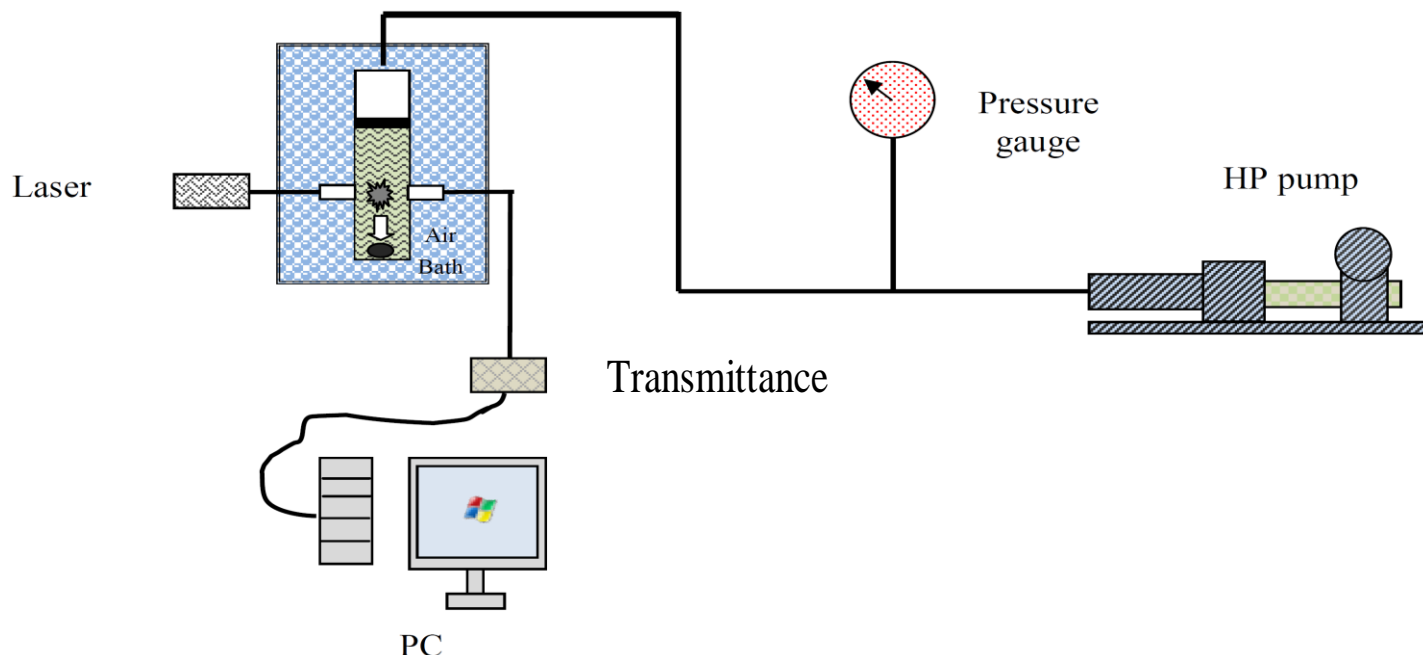 Pressure
gauge
HP pump
Laser
Air
Bath
Transmittance
PC